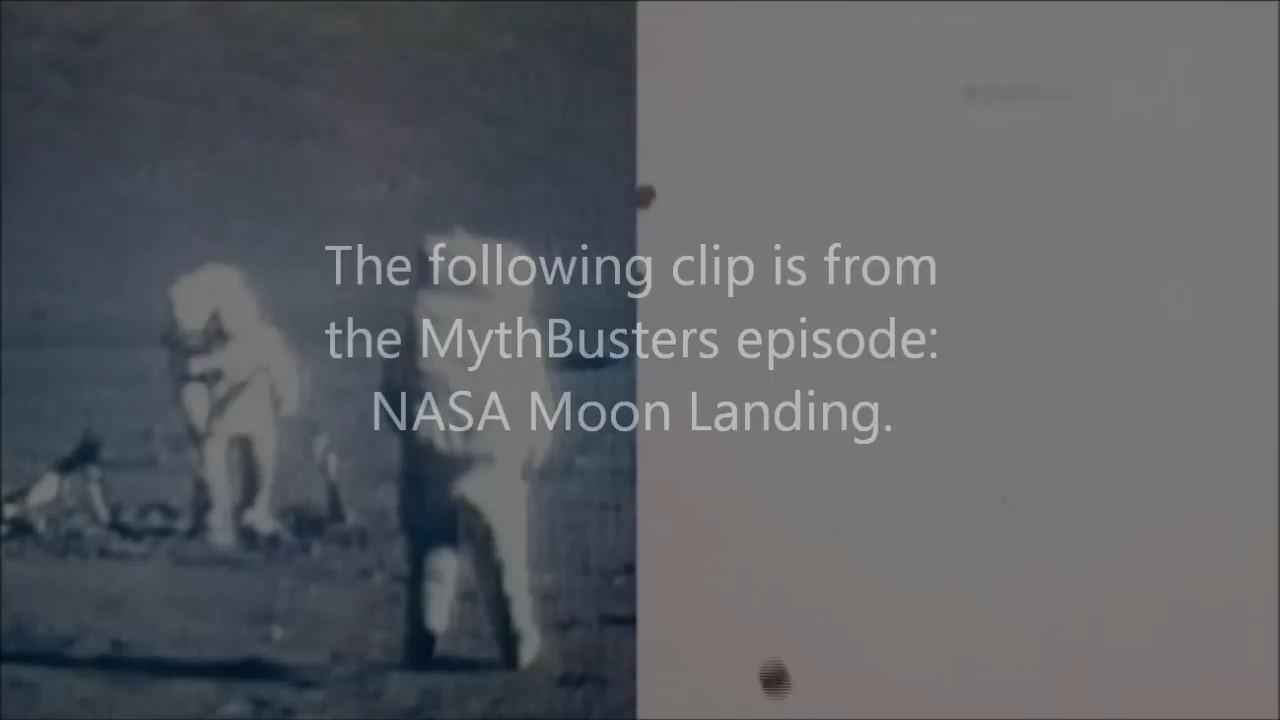 The following clip is from
the MythBusters episode:
NASA Moon Landing.